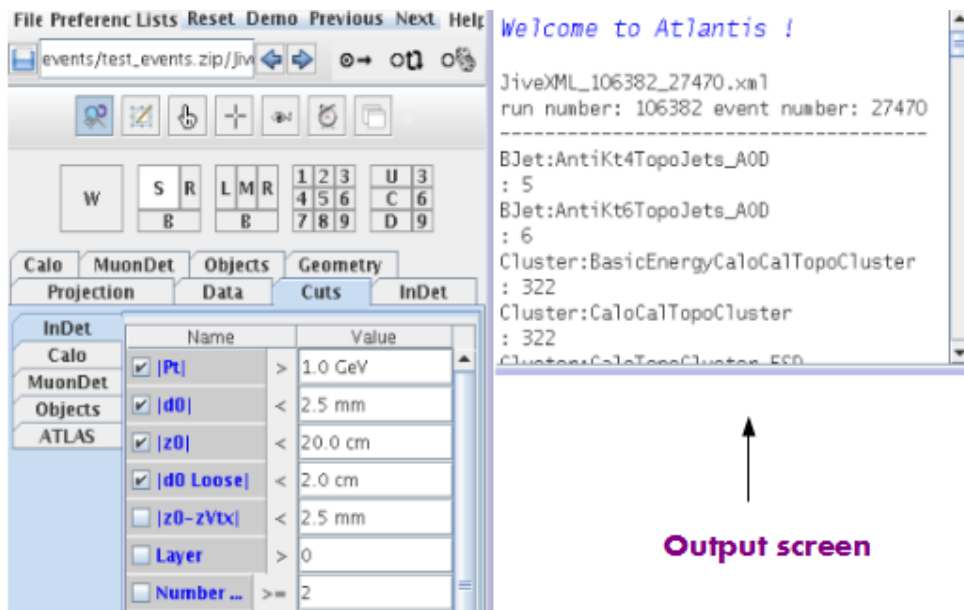 File Preferenc Lists Reset Demo Previous Next Help
events/test_events.zip/Jiv
W
S R
B
L M R
B
1 2 3
4 5 6
7 8 9
U 3
C 6
D 9
Calo MuonDet Objects Geometry
Projection Data Cuts InDet
InDet
Calo
MuonDet
Objects
ATLAS
Name Value
|Pt| > 1.0 GeV
|d0| < 2.5 mm
|z0| < 20.0 cm
|d0 Loose| < 2.0 cm
|z0-zVtx| < 2.5 mm
Layer > 0
Number ... >= 2
Welcome to Atlantis !
JiveXML_106382_27470.xml
run number: 106382 event number: 27470
--------------------------------------
BJet:AntiKt4TopoJets_AOD
: 5
BJet:AntiKt6TopoJets_AOD
: 6
Cluster:BasicEnergyCaloCalTopoCluster
: 322
Cluster:CaloCalTopoCluster
: 322
Cluster:CaloTopoCluster_ESD
Output screen